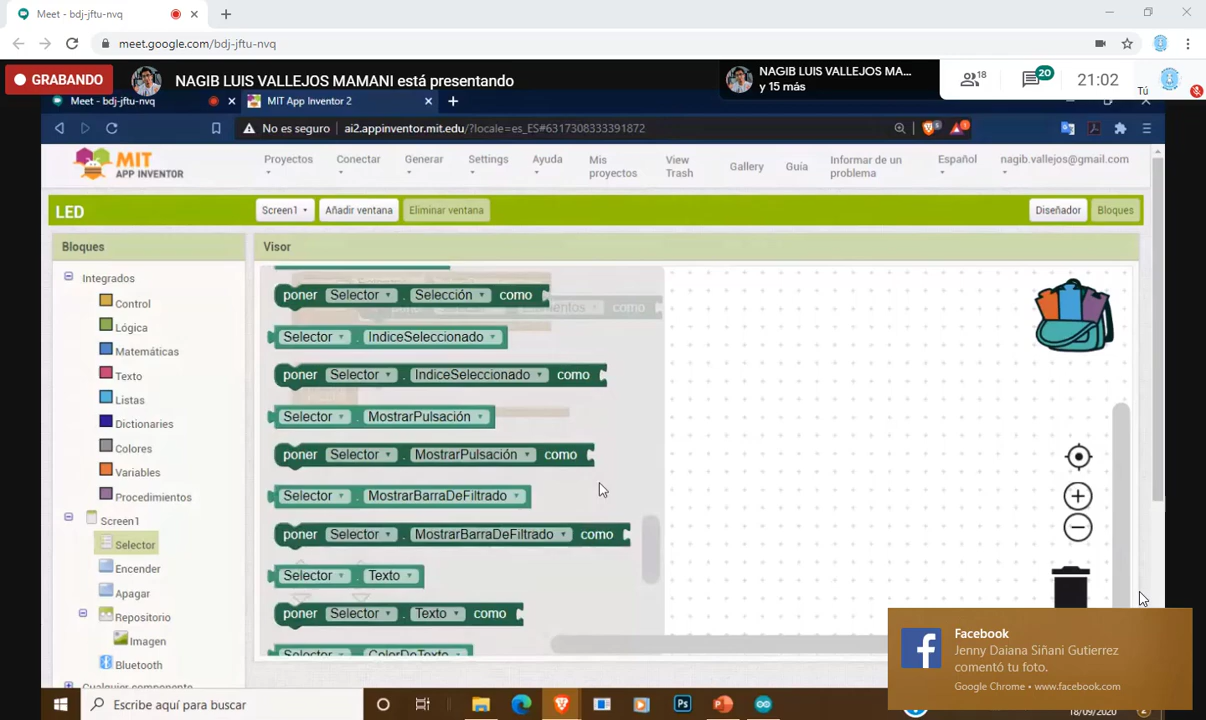 Meet - bdj-jftu-nvq
meet.google.com/bdj-jftu-nvq
GRABANDO
NAGIB LUIS VALLEJOS MAMANI está presentando
NAGIB LUIS VALLEJOS MA...
y 15 más
18
20
21:02
Tú
Meet - bdj-jftu-nvq
MIT App Inventor 2
No es seguro
ai2.appinventor.mit.edu/?locale=es_ES#6317308333391872
MIT
APP INVENTOR
Proyectos
Conectar
Generar
Settings
Ayuda
Mis
proyectos
View
Trash
Gallery
Guía
Informar de un
problema
Español
nagib.vallejos@gmail.com
LED
Screen1
Añadir ventana
Eliminar ventana
Diseñador
Bloques
Bloques
Visor
Integrados
Control
Lógica
Matemáticas
Texto
Listas
Dictionaries
Colores
Variables
Procedimientos
Screen1
Selector
Encender
Apagar
Repositorio
Imagen
Bluetooth
Cualquier componente
poner Selector . Selección como
Selector . IndiceSeleccionado
poner Selector . IndiceSeleccionado como
Selector . MostrarPulsación
poner Selector . MostrarPulsación como
Selector . MostrarBarraDeFiltrado
poner Selector . MostrarBarraDeFiltrado como
Selector . Texto
poner Selector . Texto como
Selector . ColorDeTexto
Facebook
Jenny Daiana Siñani Gutierrez
comentó tu foto.
Google Chrome • www.facebook.com
Escribe aquí para buscar
18/09/2020